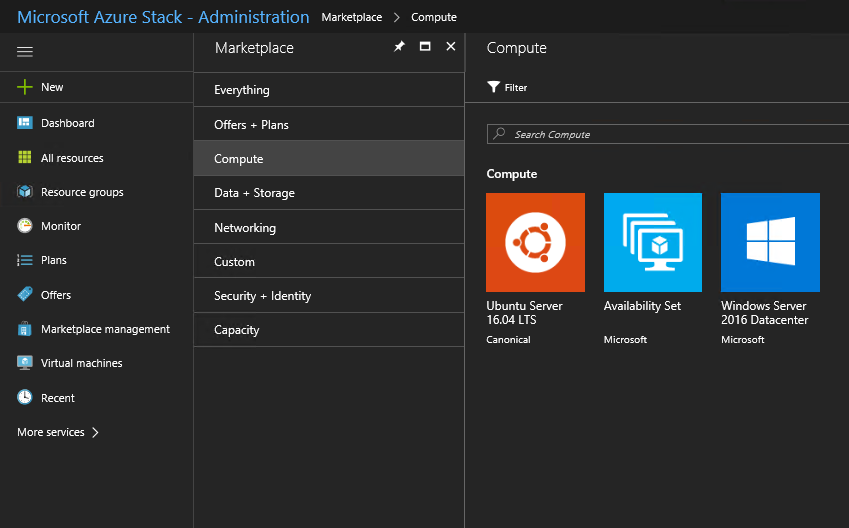 Microsoft Azure Stack - Administration Marketplace > Compute
New
Dashboard
All resources
Resource groups
Monitor
Plans
Offers
Marketplace management
Virtual machines
Recent
More services >
Marketplace
Everything
Offers + Plans
Compute
Data + Storage
Networking
Custom
Security + Identity
Capacity
Compute
Filter
Search Compute
Compute
Ubuntu Server
16.04 LTS
Canonical
Availability Set
Microsoft
Windows Server
2016 Datacenter
Microsoft